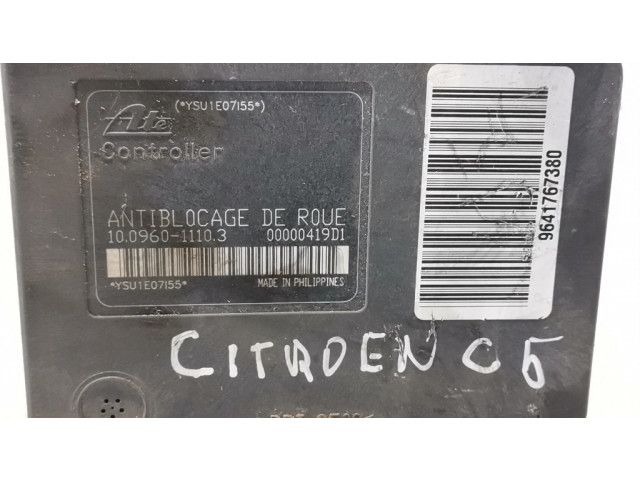 (*YSU1E07I55*)
Ate
Controller
ANTIBLOCAGE DE ROUE
10.0960-1110.3 00000419D1
*YSU1E07I55* MADE IN PHILIPPINES
9641767380
CITROEN C5